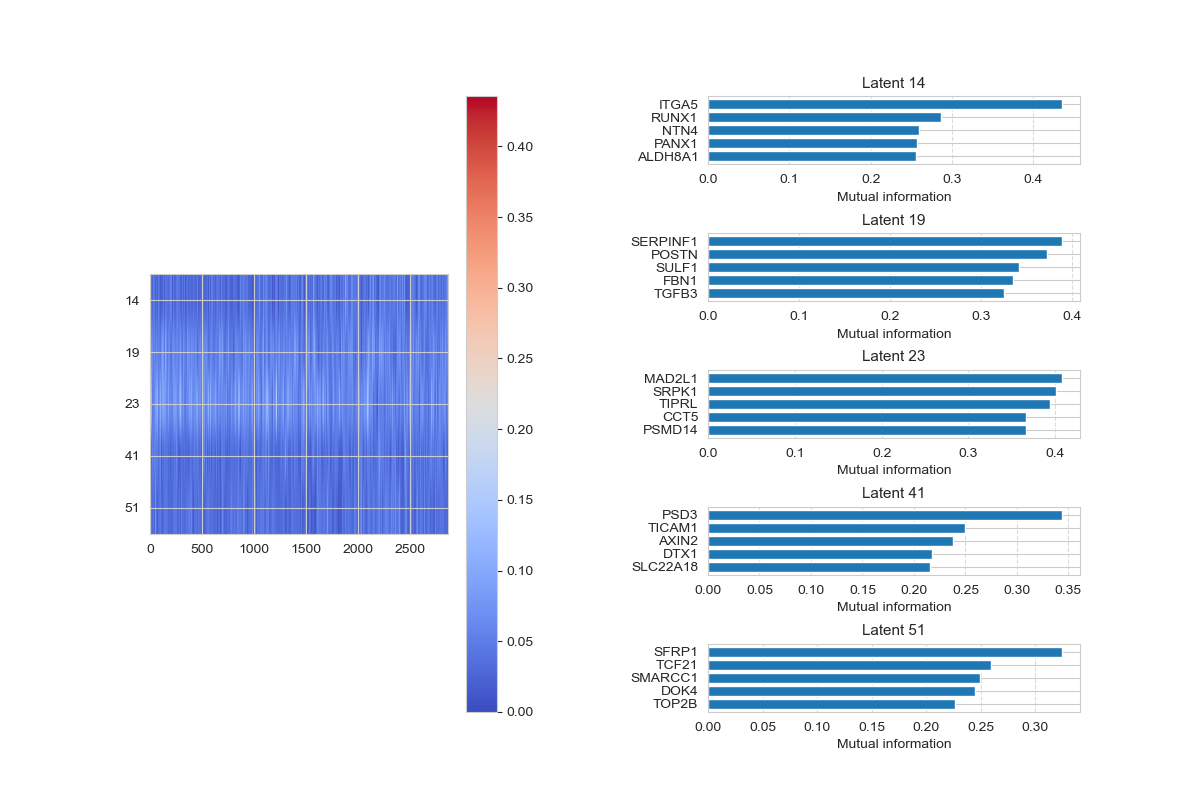 14
19
23
41
51
0 500 1000 1500 2000 2500
0.40
0.35
0.30
0.25
0.20
0.15
0.10
0.05
0.00
Latent 14
ITGA5
RUNX1
NTN4
PANX1
ALDH8A1
0.0 0.1 0.2 0.3 0.4
Mutual information
Latent 19
SERPINF1
POSTN
SULF1
FBN1
TGFB3
0.0 0.1 0.2 0.3 0.4
Mutual information
Latent 23
MAD2L1
SRPK1
TIPRL
CCT5
PSMD14
0.0 0.1 0.2 0.3 0.4
Mutual information
Latent 41
PSD3
TICAM1
AXIN2
DTX1
SLC22A18
0.00 0.05 0.10 0.15 0.20 0.25 0.30 0.35
Mutual information
Latent 51
SFRP1
TCF21
SMARCC1
DOK4
TOP2B
0.00 0.05 0.10 0.15 0.20 0.25 0.30
Mutual information